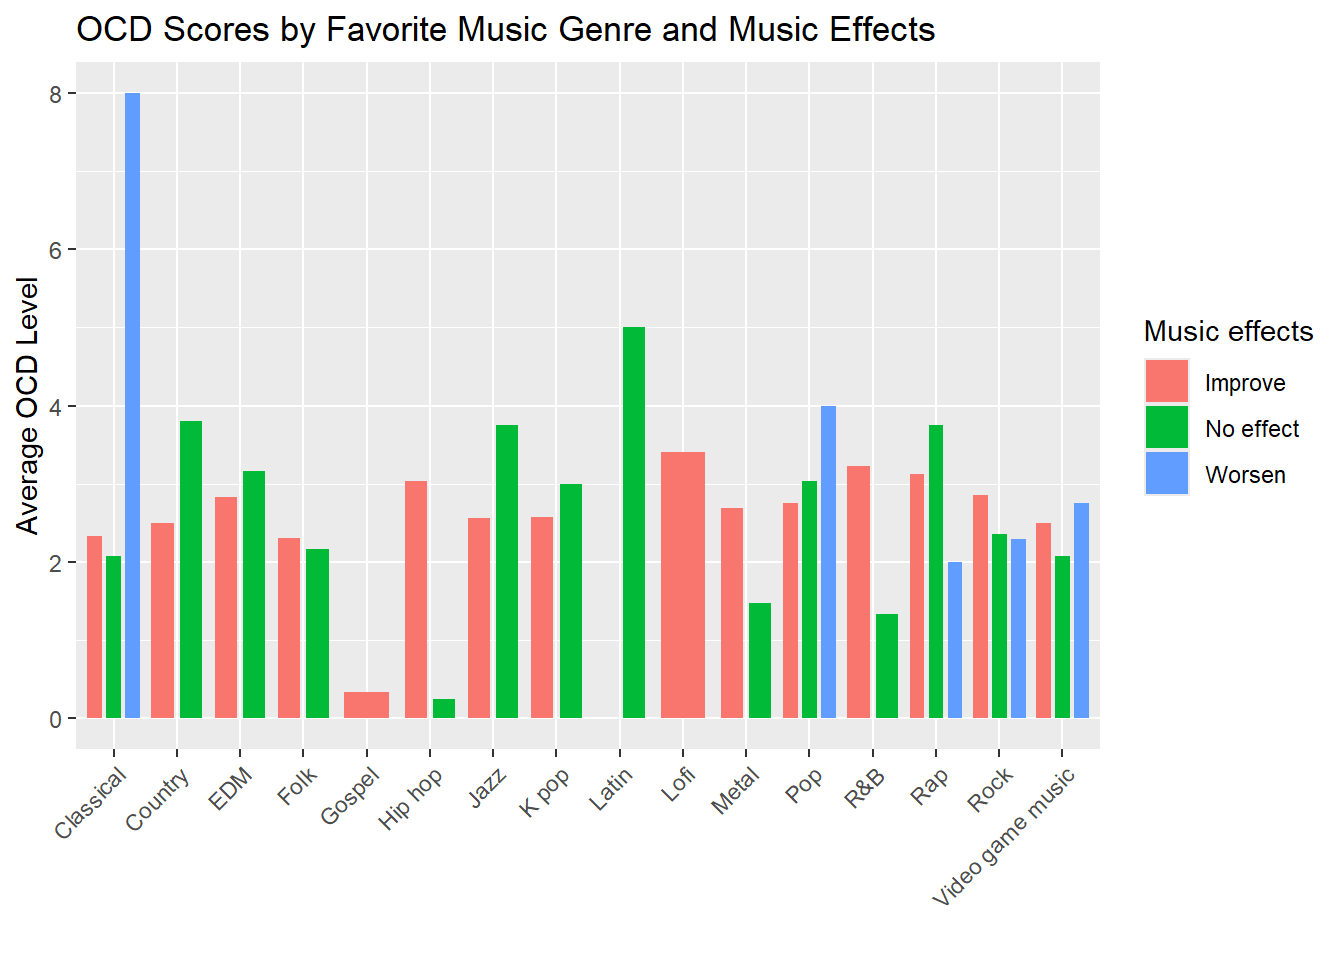 OCD Scores by Favorite Music Genre and Music Effects
Average OCD Level
8
6
4
2
0
Classical
Country
EDM
Folk
Gospel
Hip hop
Jazz
K pop
Latin
Lofi
Metal
Pop
R&B
Rap
Rock
Video game music
Music effects
Improve
No effect
Worsen